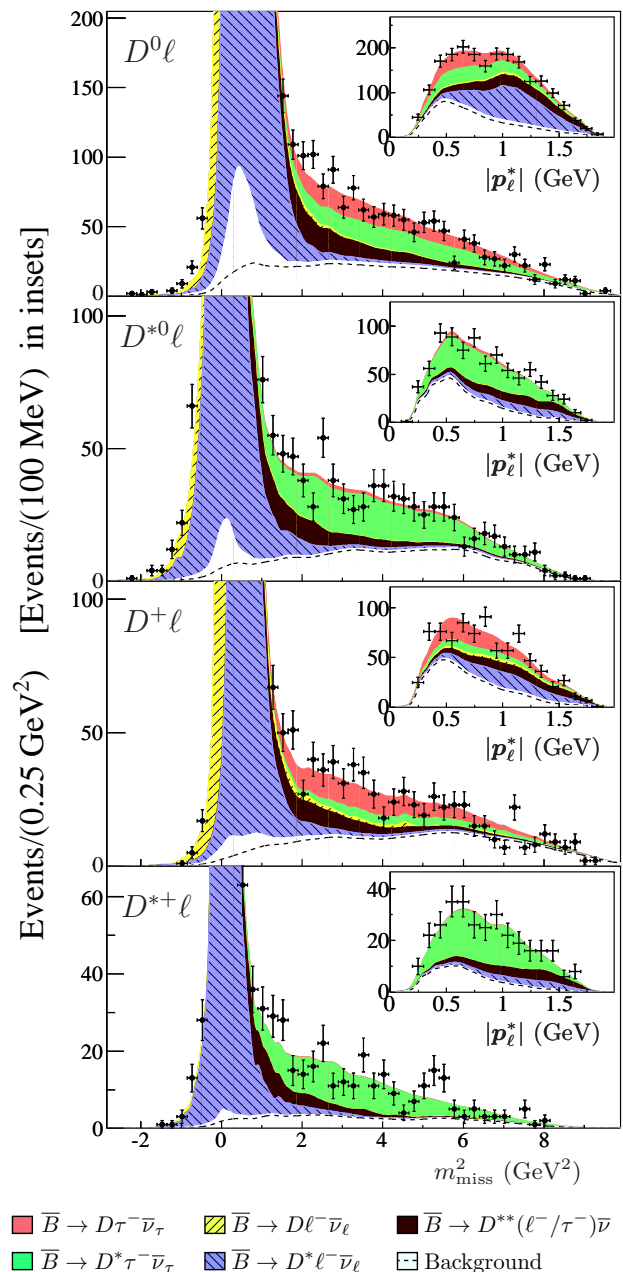 Events/(0.25 GeV²) [Events/(100 MeV) in insets]
D⁰ℓ
200
150
100
50
0
200
100
0
0 0.5 1 1.5
|p*ℓ| (GeV)
D*⁰ℓ
100
50
0
100
50
0
0 0.5 1 1.5
|p*ℓ| (GeV)
D⁺ℓ
100
50
0
100
50
0
0 0.5 1 1.5
|p*ℓ| (GeV)
D*⁺ℓ
60
40
20
0
40
20
0
0 0.5 1 1.5
|p*ℓ| (GeV)
-2 0 2 4 6 8
m²miss (GeV²)
B̅ → Dτ⁻ν̅τ B̅ → Dℓ⁻ν̅ℓ B̅ → D**(ℓ⁻/τ⁻)ν̅
B̅ → D*τ⁻ν̅τ B̅ → D*ℓ⁻ν̅ℓ Background